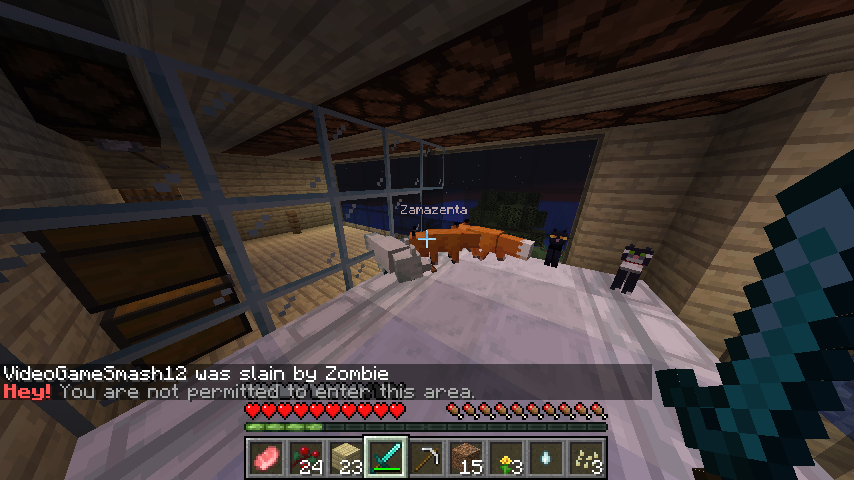 Zamazenta
VideoGameSmash12 was slain by Zombie
Hey! You are not permitted to enter this area.
24 23 15 3 3